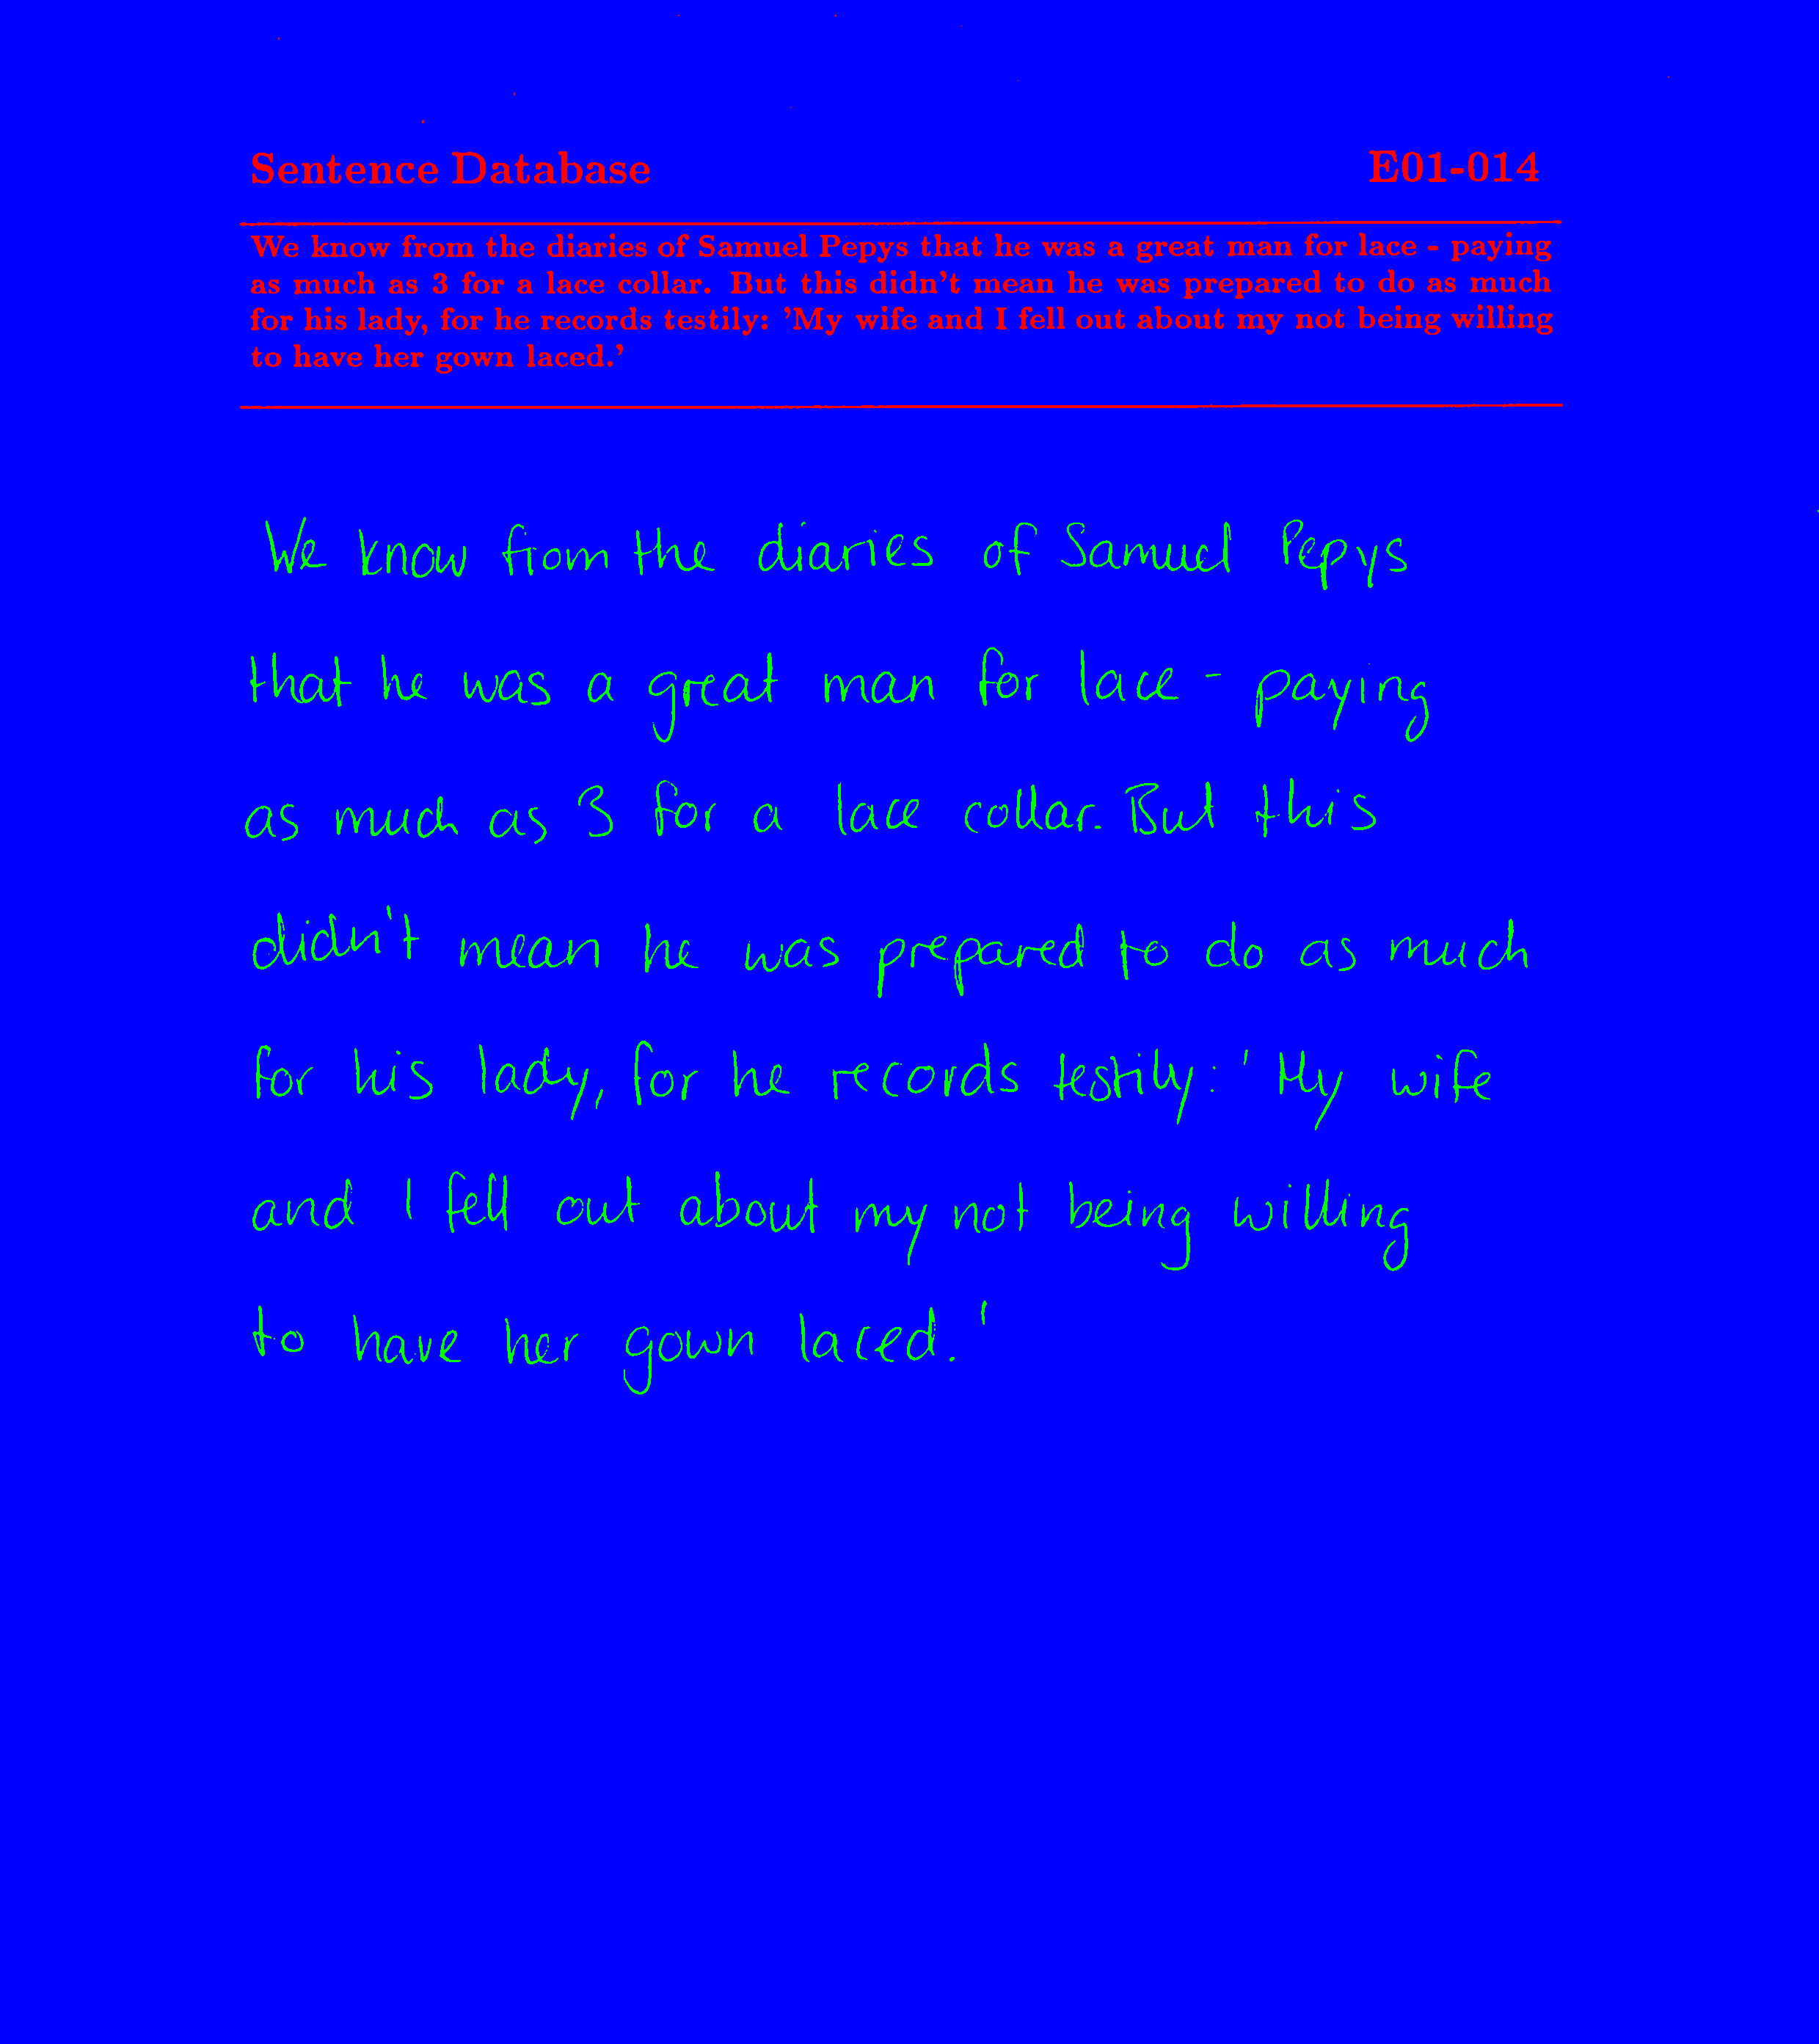 Sentence Database E01-014
We know from the diaries of Samuel Pepys that he was a great man for lace - paying
as much as 3 for a lace collar. But this didn't mean he was prepared to do as much
for his lady, for he records testily: 'My wife and I fell out about my not being willing
to have her gown laced.'
We know from the diaries of Samuel Pepys
that he was a great man for lace - paying
as much as 3 for a lace collar. But this
didn't mean he was prepared to do as much
for his lady, for he records testily: 'My wife
and I fell out about my not being willing
to have her gown laced.'